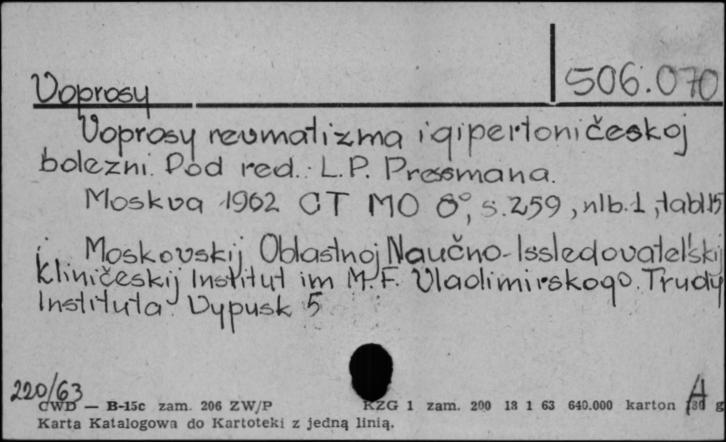 506.070
Voprosy
Voprosy revmatizma i gipertoničeskoj
bolezni. Pod red. L.P. Pressmana.
Moskva 1962 CT MO 8°, s. 259, nlb. 1, tabl. 15
Moskovskij Oblastnoj Naučno-Issledovatel'skij
Kliničeskij Institut im M.F. Vladimirskogo. Trudy
Instituta. Vypusk 5
220/63
A
CWD — B-15c zam. 206 ZW/P KZG 1 zam. 200 18 1 63 640.000 karton 180 g
Karta Katalogowa do Kartoteki z jedną linią.